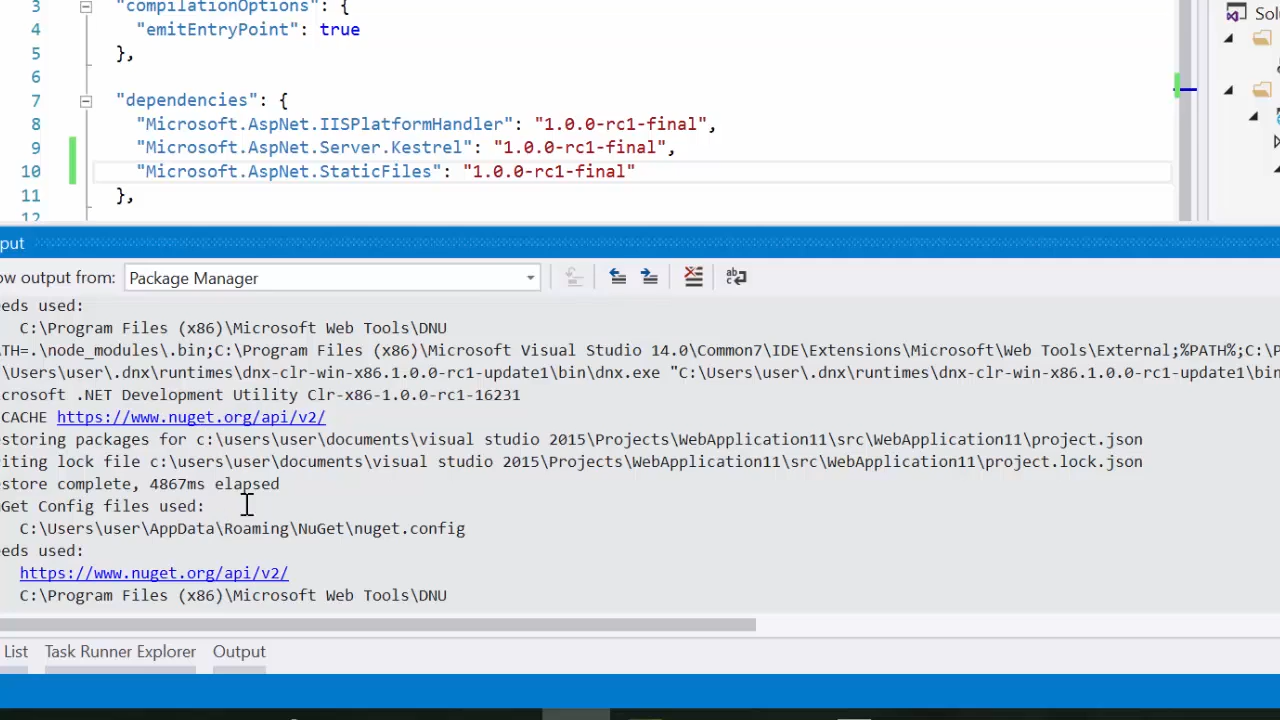 3 "compilationOptions": {
4 "emitEntryPoint": true
5 },
6
7 "dependencies": {
8 "Microsoft.AspNet.IISPlatformHandler": "1.0.0-rc1-final",
9 "Microsoft.AspNet.Server.Kestrel": "1.0.0-rc1-final",
10 "Microsoft.AspNet.StaticFiles": "1.0.0-rc1-final"
11 },
12
Sol
put
ow output from: Package Manager
eeds used:
C:\Program Files (x86)\Microsoft Web Tools\DNU
TH=.\node_modules\.bin;C:\Program Files (x86)\Microsoft Visual Studio 14.0\Common7\IDE\Extensions\Microsoft\Web Tools\External;%PATH%;C:\P
\Users\user\.dnx\runtimes\dnx-clr-win-x86.1.0.0-rc1-update1\bin\dnx.exe "C:\Users\user\.dnx\runtimes\dnx-clr-win-x86.1.0.0-rc1-update1\bin
crosoft .NET Development Utility Clr-x86-1.0.0-rc1-16231
CACHE https://www.nuget.org/api/v2/
estoring packages for c:\users\user\documents\visual studio 2015\Projects\WebApplication11\src\WebApplication11\project.json
iting lock file c:\users\user\documents\visual studio 2015\Projects\WebApplication11\src\WebApplication11\project.lock.json
estore complete, 4867ms elapsed
Get Config files used:
C:\Users\user\AppData\Roaming\NuGet\nuget.config
eeds used:
https://www.nuget.org/api/v2/
C:\Program Files (x86)\Microsoft Web Tools\DNU
List Task Runner Explorer Output